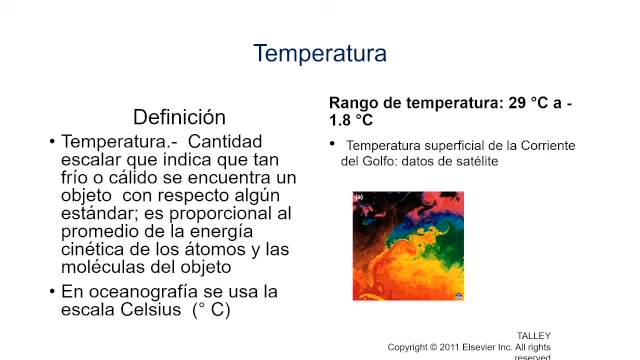 Temperatura
Definición
• Temperatura.- Cantidad
escalar que indica que tan
frío o cálido se encuentra un
objeto con respecto algún
estándar; es proporcional al
promedio de la energía
cinética de los átomos y las
moléculas del objeto
• En oceanografía se usa la
escala Celsius (° C)
Rango de temperatura: 29 °C a -
1.8 °C
• Temperatura superficial de la Corriente
del Golfo: datos de satélite
(a)
TALLEY
Copyright © 2011 Elsevier Inc. All rights
reserved